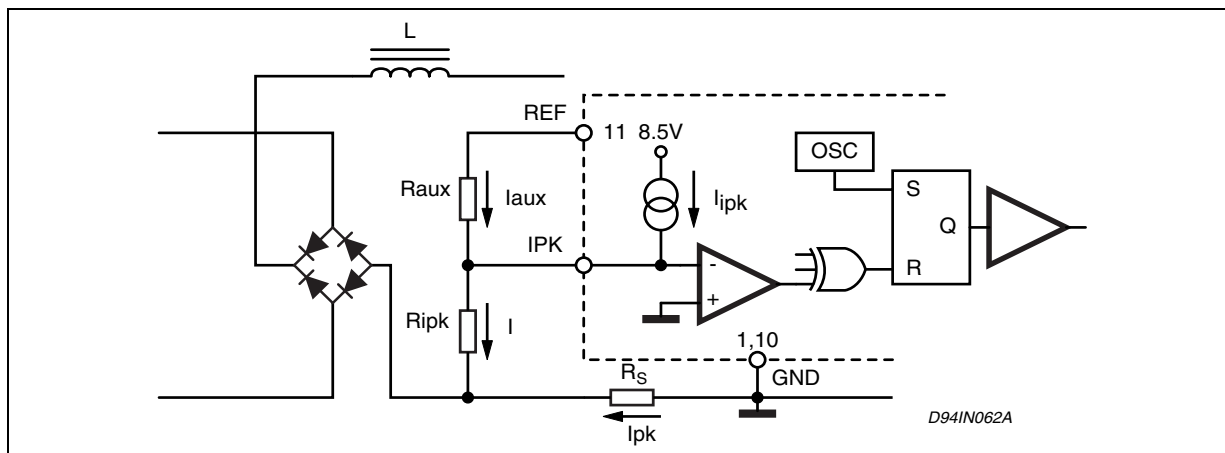 L
REF
11 8.5V
OSC
Raux
Iaux
Iipk
S
Q
IPK
-
+
R
Ripk
I
1,10
RS
GND
Ipk
D94IN062A